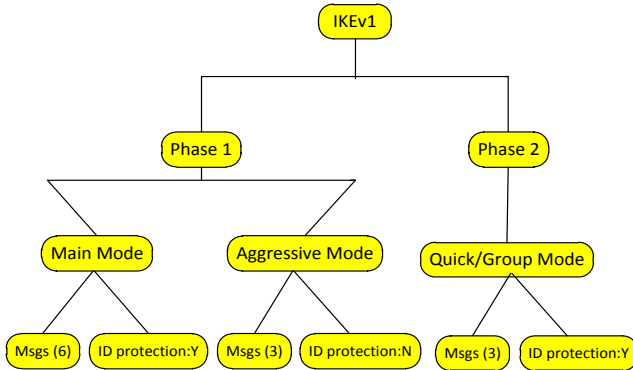 IKEv1
Phase 1
Phase 2
Main Mode
Aggressive Mode
Quick/Group Mode
Msgs (6)
ID protection:Y
Msgs (3)
ID protection:N
Msgs (3)
ID protection:Y